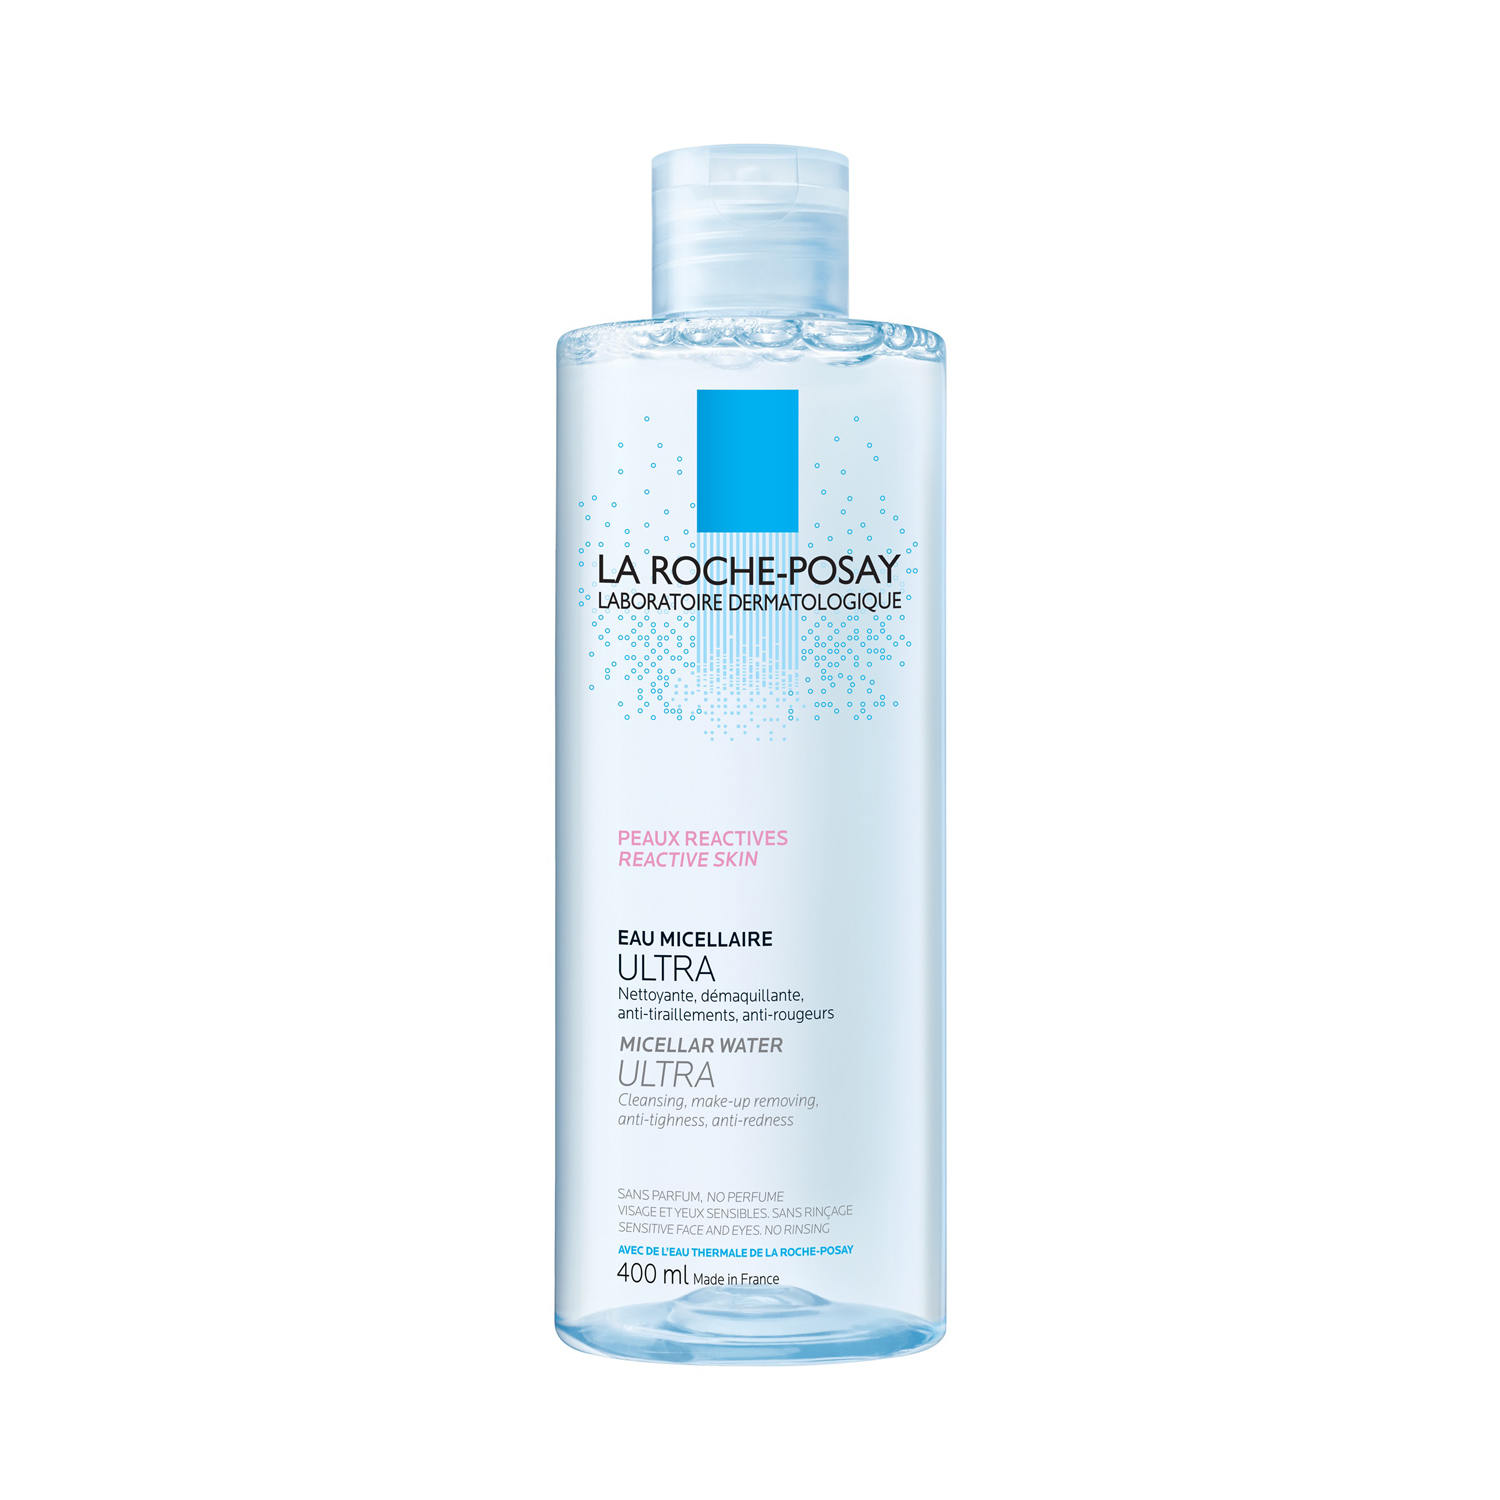 LA ROCHE-POSAY
LABORATOIRE DERMATOLOGIQUE
PEAUX REACTIVES
REACTIVE SKIN
EAU MICELLAIRE
ULTRA
Nettoyante, démaquillante,
anti-tiraillements, anti-rougeurs
MICELLAR WATER
ULTRA
Cleansing, make-up removing,
anti-tighness, anti-redness
SANS PARFUM, NO PERFUME
VISAGE ET YEUX SENSIBLES. SANS RINÇAGE
SENSITIVE FACE AND EYES. NO RINSING
AVEC DE L'EAU THERMALE DE LA ROCHE-POSAY
400 ml Made in France